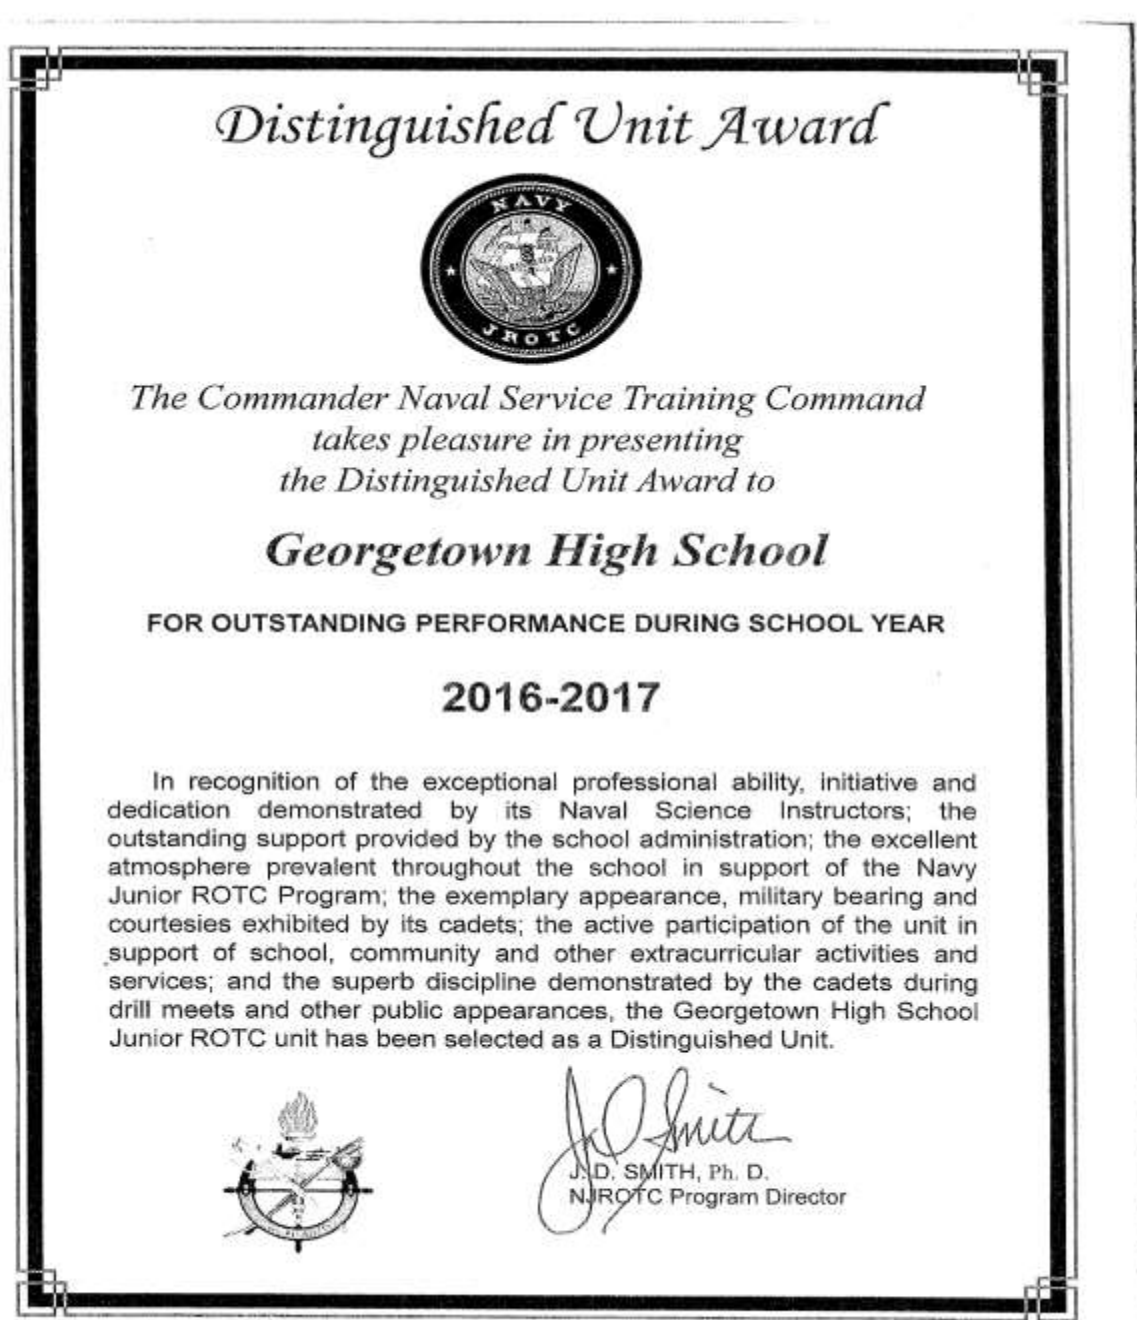 Distinguished Unit Award
NAVY
JROTC
The Commander Naval Service Training Command
takes pleasure in presenting
the Distinguished Unit Award to
Georgetown High School
FOR OUTSTANDING PERFORMANCE DURING SCHOOL YEAR
2016-2017
In recognition of the exceptional professional ability, initiative and
dedication demonstrated by its Naval Science Instructors; the
outstanding support provided by the school administration; the excellent
atmosphere prevalent throughout the school in support of the Navy
Junior ROTC Program; the exemplary appearance, military bearing and
courtesies exhibited by its cadets; the active participation of the unit in
support of school, community and other extracurricular activities and
services; and the superb discipline demonstrated by the cadets during
drill meets and other public appearances, the Georgetown High School
Junior ROTC unit has been selected as a Distinguished Unit.
J D Smith
J. D. SMITH, Ph. D.
NJROTC Program Director